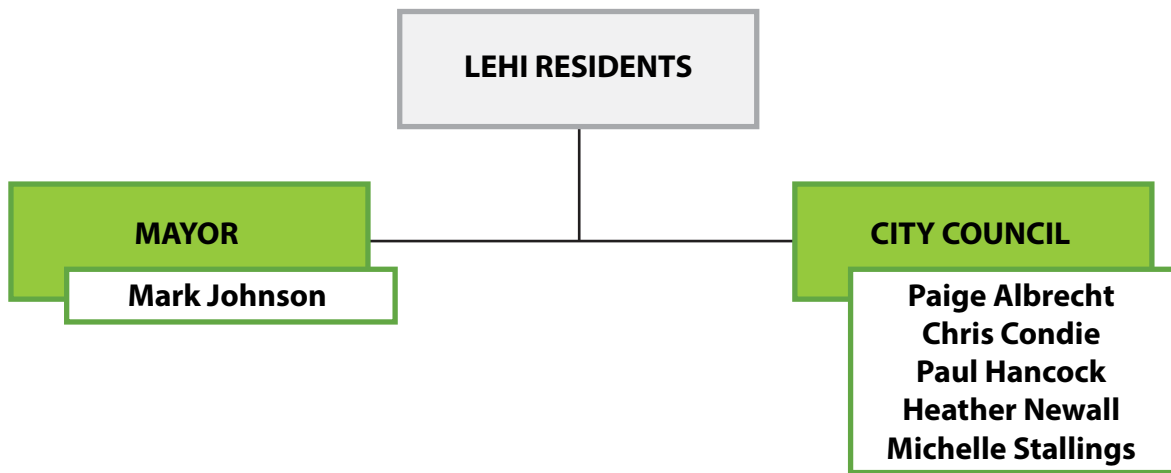 LEHI RESIDENTS
MAYOR
Mark Johnson
CITY COUNCIL
Paige Albrecht
Chris Condie
Paul Hancock
Heather Newall
Michelle Stallings